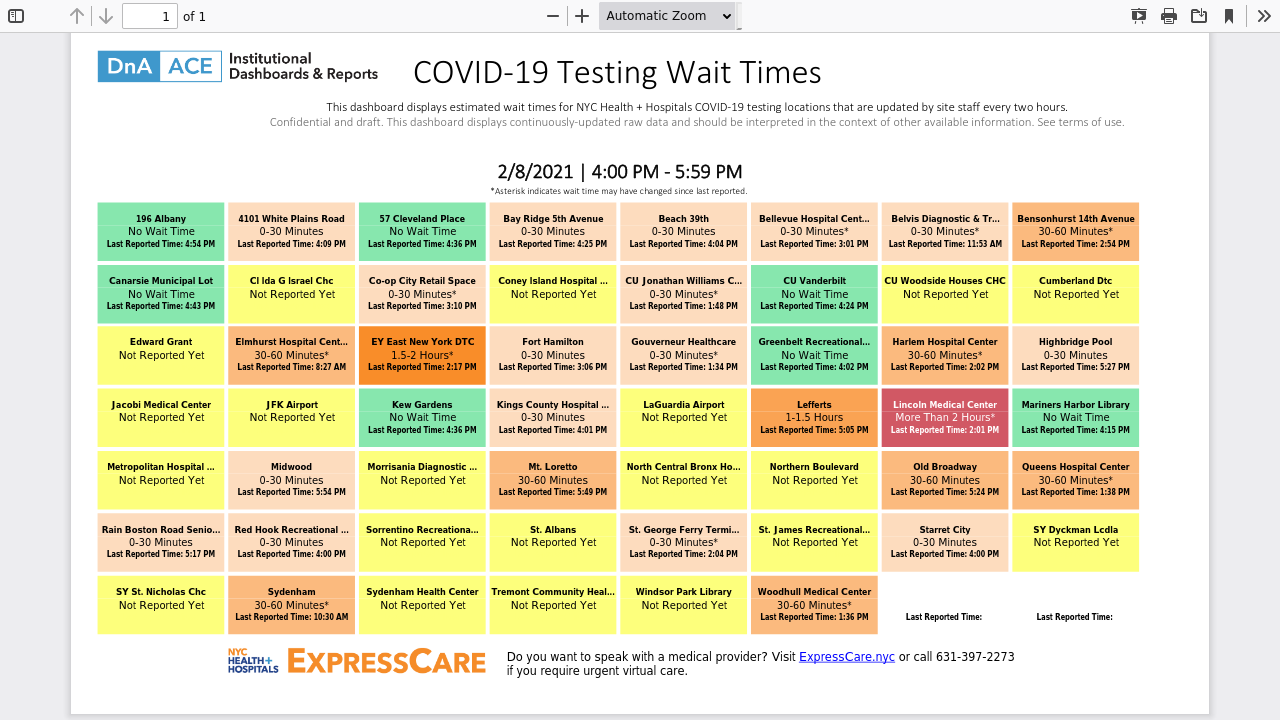 1 of 1 Automatic Zoom
DnA ACE Institutional
Dashboards & Reports
COVID-19 Testing Wait Times
This dashboard displays estimated wait times for NYC Health + Hospitals COVID-19 testing locations that are updated by site staff every two hours.
Confidential and draft. This dashboard displays continuously-updated raw data and should be interpreted in the context of other available information. See terms of use.
2/8/2021 | 4:00 PM - 5:59 PM
*Asterisk indicates wait time may have changed since last reported.
196 Albany
No Wait Time
Last Reported Time: 4:54 PM
4101 White Plains Road
0-30 Minutes
Last Reported Time: 4:09 PM
57 Cleveland Place
No Wait Time
Last Reported Time: 4:36 PM
Bay Ridge 5th Avenue
0-30 Minutes
Last Reported Time: 4:25 PM
Beach 39th
0-30 Minutes
Last Reported Time: 4:04 PM
Bellevue Hospital Cent...
0-30 Minutes*
Last Reported Time: 3:01 PM
Belvis Diagnostic & Tr...
0-30 Minutes*
Last Reported Time: 11:53 AM
Bensonhurst 14th Avenue
30-60 Minutes*
Last Reported Time: 2:54 PM
Canarsie Municipal Lot
No Wait Time
Last Reported Time: 4:43 PM
Cl Ida G Israel Chc
Not Reported Yet
Co-op City Retail Space
0-30 Minutes*
Last Reported Time: 3:10 PM
Coney Island Hospital ...
Not Reported Yet
CU Jonathan Williams C...
0-30 Minutes*
Last Reported Time: 1:48 PM
CU Vanderbilt
No Wait Time
Last Reported Time: 4:24 PM
CU Woodside Houses CHC
Not Reported Yet
Cumberland Dtc
Not Reported Yet
Edward Grant
Not Reported Yet
Elmhurst Hospital Cent...
30-60 Minutes*
Last Reported Time: 8:27 AM
EY East New York DTC
1.5-2 Hours*
Last Reported Time: 2:17 PM
Fort Hamilton
0-30 Minutes
Last Reported Time: 3:06 PM
Gouverneur Healthcare
0-30 Minutes*
Last Reported Time: 1:34 PM
Greenbelt Recreational...
No Wait Time
Last Reported Time: 4:02 PM
Harlem Hospital Center
30-60 Minutes*
Last Reported Time: 2:02 PM
Highbridge Pool
0-30 Minutes
Last Reported Time: 5:27 PM
Jacobi Medical Center
Not Reported Yet
JFK Airport
Not Reported Yet
Kew Gardens
No Wait Time
Last Reported Time: 4:36 PM
Kings County Hospital ...
0-30 Minutes
Last Reported Time: 4:01 PM
LaGuardia Airport
Not Reported Yet
Lefferts
1-1.5 Hours
Last Reported Time: 5:05 PM
Lincoln Medical Center
More Than 2 Hours*
Last Reported Time: 2:01 PM
Mariners Harbor Library
No Wait Time
Last Reported Time: 4:15 PM
Metropolitan Hospital ...
Not Reported Yet
Midwood
0-30 Minutes
Last Reported Time: 5:54 PM
Morrisania Diagnostic ...
Not Reported Yet
Mt. Loretto
30-60 Minutes
Last Reported Time: 5:49 PM
North Central Bronx Ho...
Not Reported Yet
Northern Boulevard
Not Reported Yet
Old Broadway
30-60 Minutes
Last Reported Time: 5:24 PM
Queens Hospital Center
30-60 Minutes*
Last Reported Time: 1:38 PM
Rain Boston Road Senio...
0-30 Minutes
Last Reported Time: 5:17 PM
Red Hook Recreational ...
0-30 Minutes
Last Reported Time: 4:00 PM
Sorrentino Recreationa...
Not Reported Yet
St. Albans
Not Reported Yet
St. George Ferry Termi...
0-30 Minutes*
Last Reported Time: 2:04 PM
St. James Recreational...
Not Reported Yet
Starret City
0-30 Minutes
Last Reported Time: 4:00 PM
SY Dyckman Lcdla
Not Reported Yet
SY St. Nicholas Chc
Not Reported Yet
Sydenham
30-60 Minutes*
Last Reported Time: 10:30 AM
Sydenham Health Center
Not Reported Yet
Tremont Community Heal...
Not Reported Yet
Windsor Park Library
Not Reported Yet
Woodhull Medical Center
30-60 Minutes*
Last Reported Time: 1:36 PM
Last Reported Time:
Last Reported Time:
NYC
HEALTH+
HOSPITALS
EXPRESSCARE
Do you want to speak with a medical provider? Visit ExpressCare.nyc or call 631-397-2273
if you require urgent virtual care.